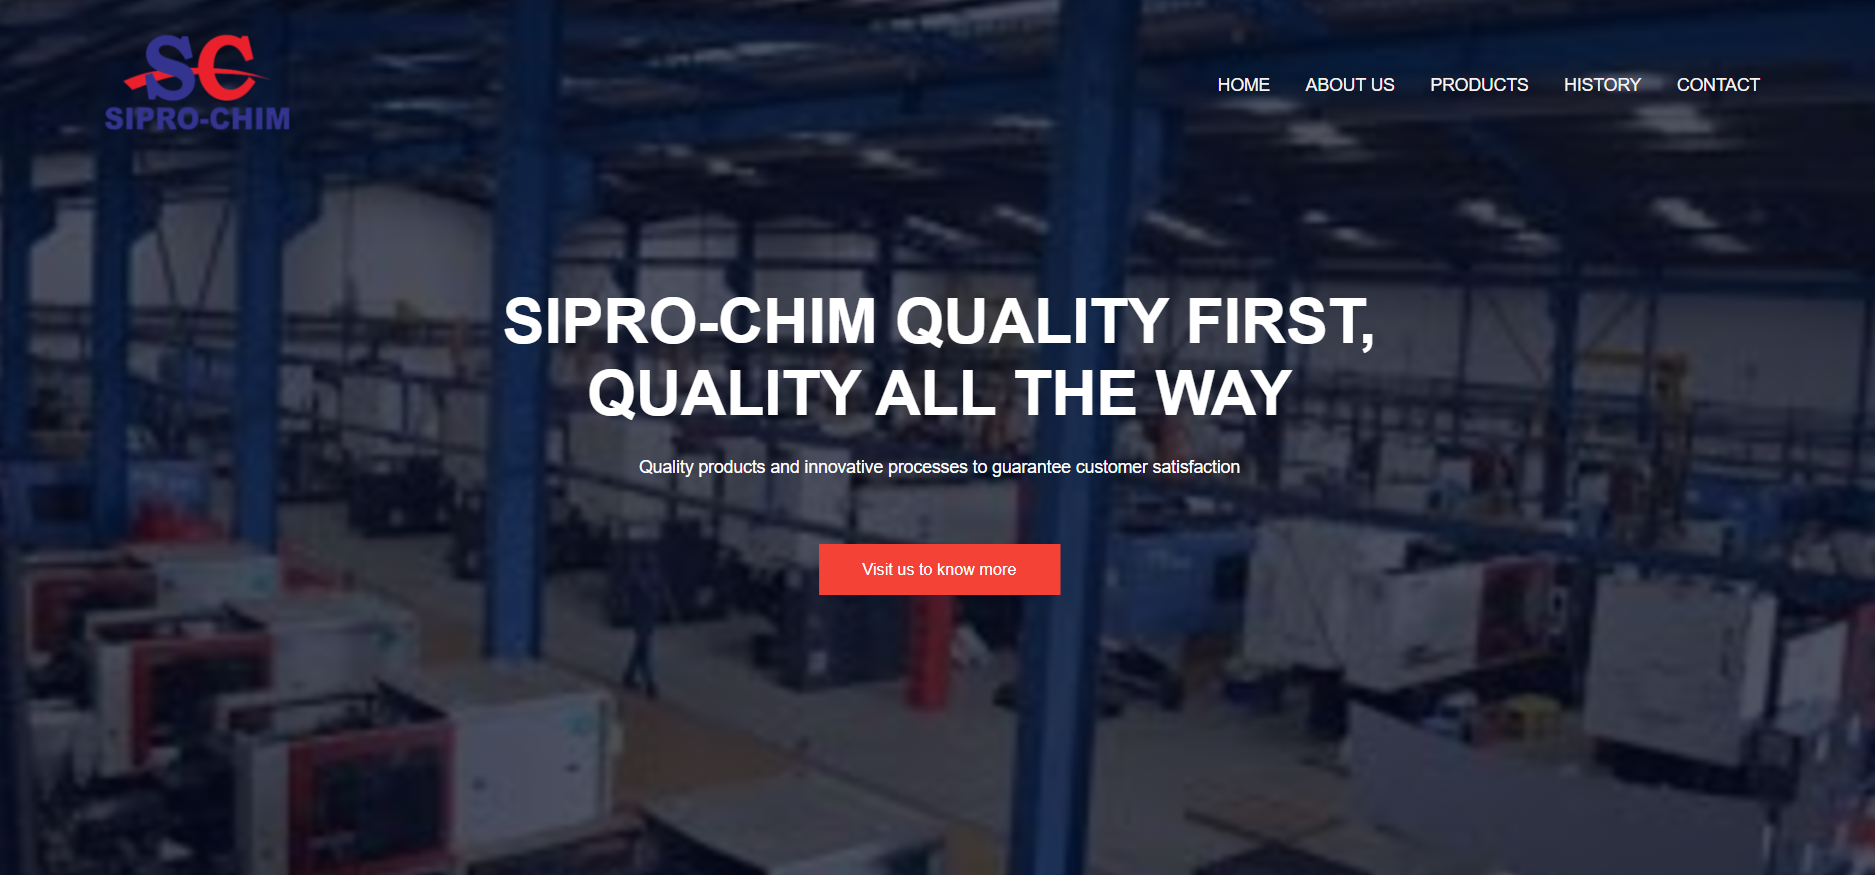 SC
SIPRO-CHIM
HOME ABOUT US PRODUCTS HISTORY CONTACT
SIPRO-CHIM QUALITY FIRST,
QUALITY ALL THE WAY
Quality products and innovative processes to guarantee customer satisfaction
Visit us to know more